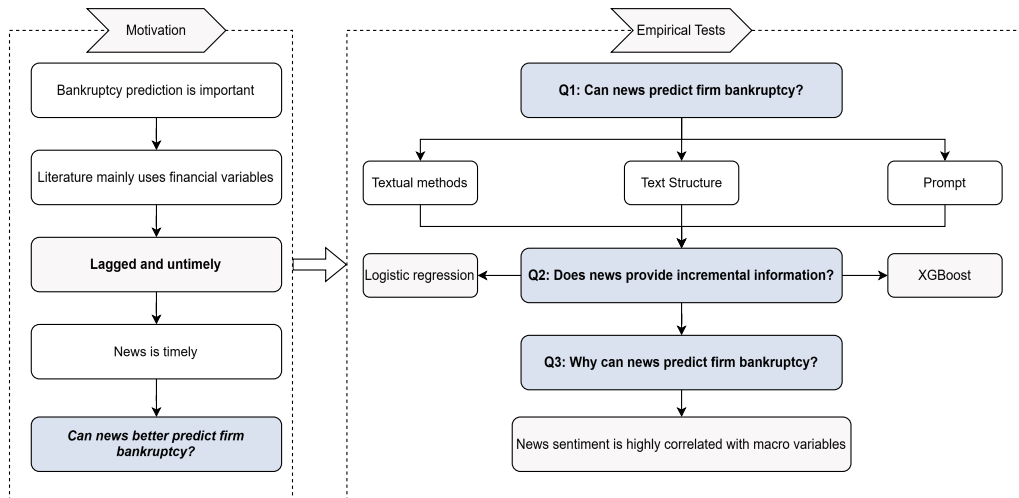 Motivation
Bankruptcy prediction is important
Literature mainly uses financial variables
Lagged and untimely
News is timely
Can news better predict firm
bankruptcy?
Empirical Tests
Q1: Can news predict firm bankruptcy?
Textual methods
Text Structure
Prompt
Logistic regression
Q2: Does news provide incremental information?
XGBoost
Q3: Why can news predict firm bankruptcy?
News sentiment is highly correlated with macro variables